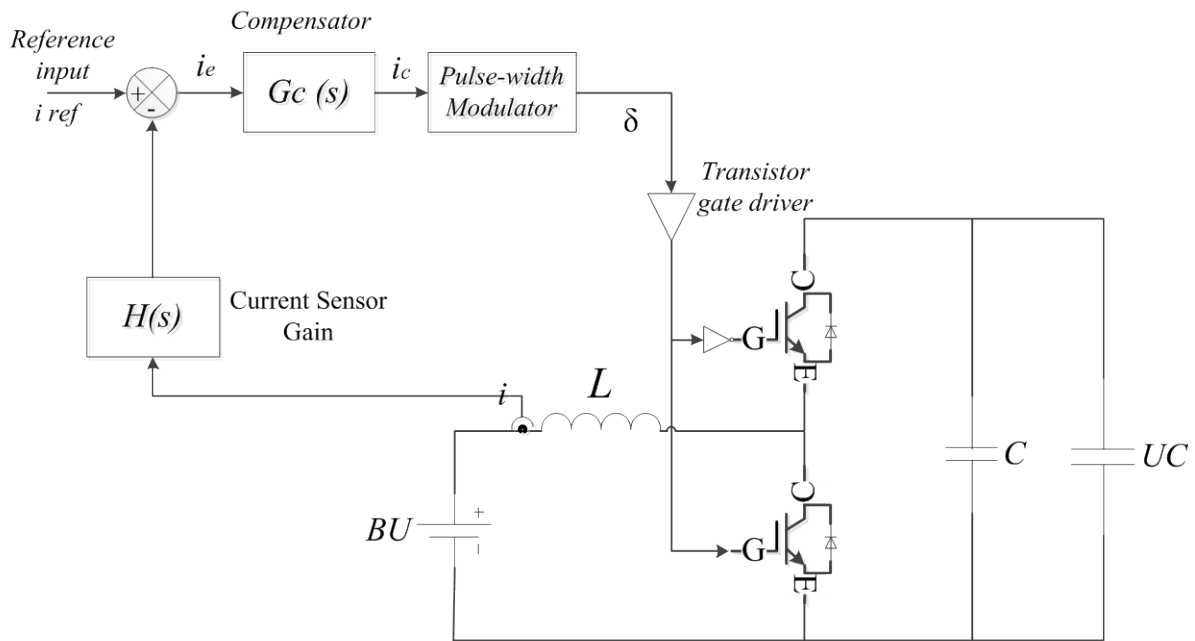 Compensator
Reference
input
i ref
+
-
ie
Gc (s)
ic
Pulse-width
Modulator
δ
Transistor
gate driver
H(s)
Current Sensor
Gain
C
G
E
i
L
C
G
E
BU
+
-
C
UC